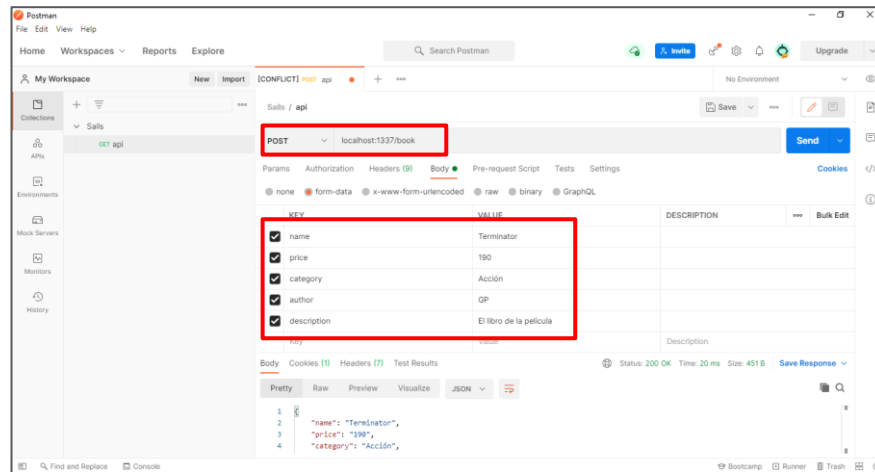 Postman
File Edit View Help
Home Workspaces Reports Explore Search Postman Invite Upgrade
My Workspace New Import [CONFLICT] POST api + ••• No Environment
Collections
APIs
Environments
Mock Servers
Monitors
History
+ •••
Sails
GET api
Sails / api Save •••
POST localhost:1337/book Send
Params Authorization Headers (9) Body Pre-request Script Tests Settings Cookies
none form-data x-www-form-urlencoded raw binary GraphQL
KEY VALUE DESCRIPTION ••• Bulk Edit
name Terminator
price 190
category Acción
author GP
description El libro de la película
Key Value Description
Body Cookies (1) Headers (7) Test Results Status: 200 OK Time: 20 ms Size: 451 B Save Response
Pretty Raw Preview Visualize JSON
1 {
2 "name": "Terminator",
3 "price": "190",
4 "category": "Acción",
Find and Replace Console Bootcamp Runner Trash